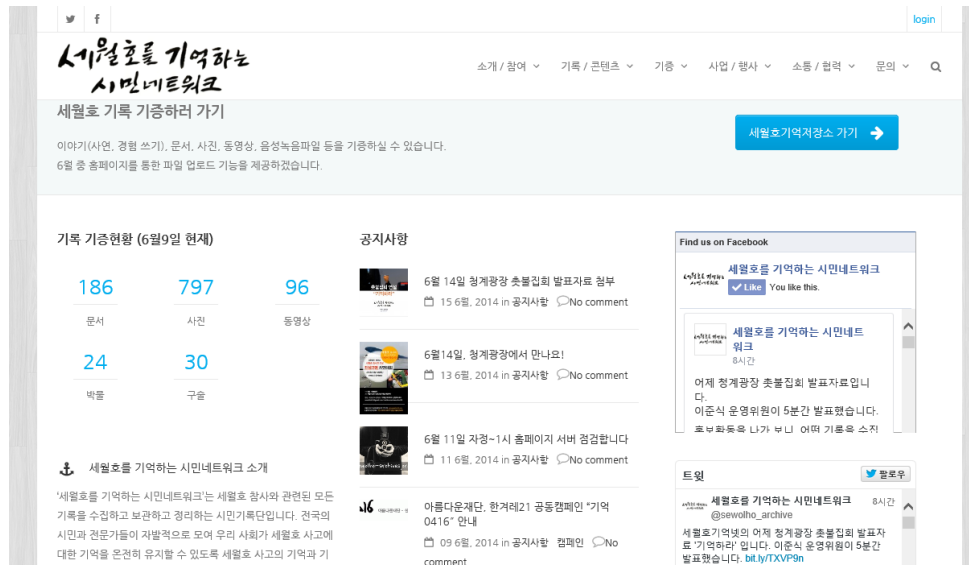 login
세월호를 기억하는
시민네트워크
소개 / 참여
기록 / 콘텐츠
기증
사업 / 행사
소통 / 협력
문의
세월호 기록 기증하러 가기
이야기(사연, 경험 쓰기), 문서, 사진, 동영상, 음성녹음파일 등을 기증하실 수 있습니다.
6월 중 홈페이지를 통한 파일 업로드 기능을 제공하겠습니다.
세월호기억저장소 가기
기록 기증현황 (6월9일 현재)
186
797
96
문서
사진
동영상
24
30
박물
구술
세월호를 기억하는 시민네트워크 소개
'세월호를 기억하는 시민네트워크'는 세월호 참사와 관련된 모든
기록을 수집하고 보관하고 정리하는 시민기록단입니다. 전국의
시민과 전문가들이 자발적으로 모여 우리 사회가 세월호 사고에
대한 기억을 온전히 유지할 수 있도록 세월호 사고의 기억과 기
공지사항
6월 14일 청계광장 촛불집회 발표자료 첨부
15 6월, 2014 in 공지사항 No comment
6월14일, 청계광장에서 만나요!
13 6월, 2014 in 공지사항 No comment
6월 11일 자정~1시 홈페이지 서버 점검합니다
11 6월, 2014 in 공지사항 No comment
아름다운재단, 한겨레21 공동캠페인 “기억
0416” 안내
09 6월, 2014 in 공지사항 캠페인 No
comment
Find us on Facebook
세월호를 기억하는 시민네트워크
Like You like this.
세월호를 기억하는 시민네트
워크
8시간
어제 청계광장 촛불집회 발표자료입니
다.
이준식 운영위원이 5분간 발표했습니다.
홍보활동을 나가 보니, 어떤 기록을 수집
트윗
팔로우
세월호를 기억하는 시민네트워크 8시간
@sewolho_archive
세월호기억넷의 어제 청계광장 촛불집회 발표자
료 '기억하라' 입니다. 이준식 운영위원이 5분간
발표했습니다. bit.ly/TXVP9n